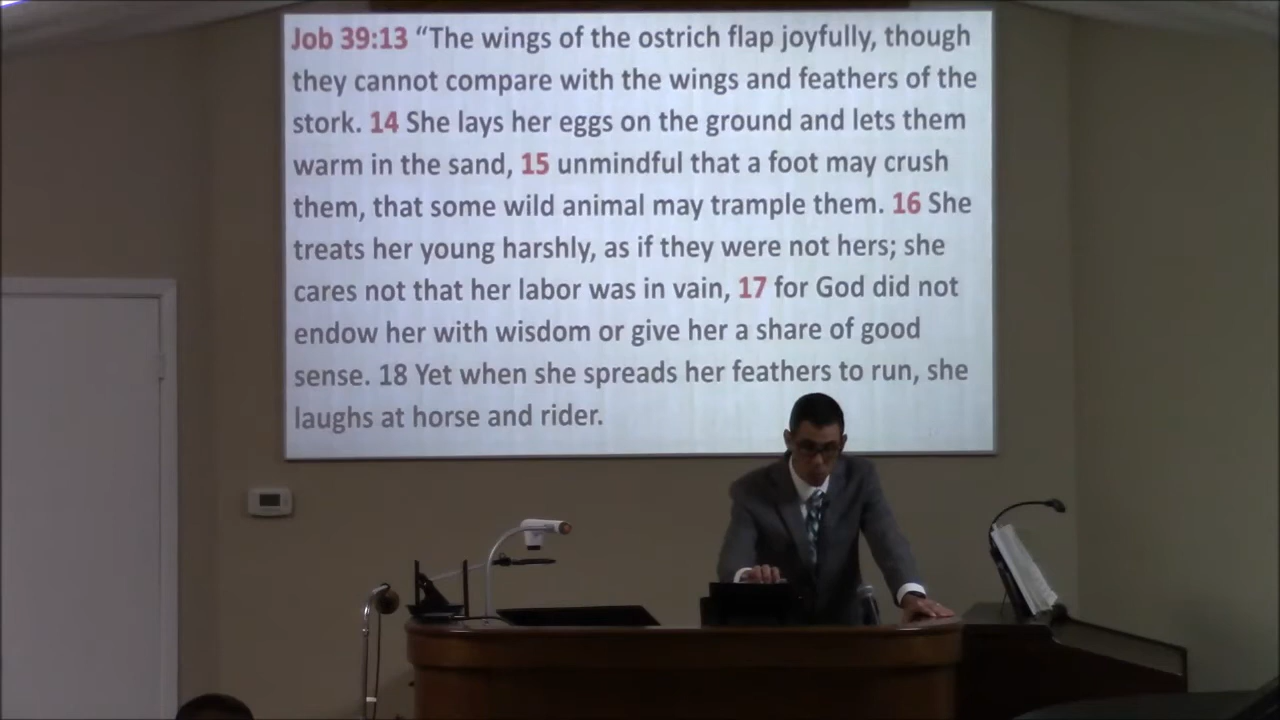 Job 39:13 “The wings of the ostrich flap joyfully, though
they cannot compare with the wings and feathers of the
stork. 14 She lays her eggs on the ground and lets them
warm in the sand, 15 unmindful that a foot may crush
them, that some wild animal may trample them. 16 She
treats her young harshly, as if they were not hers; she
cares not that her labor was in vain, 17 for God did not
endow her with wisdom or give her a share of good
sense. 18 Yet when she spreads her feathers to run, she
laughs at horse and rider.